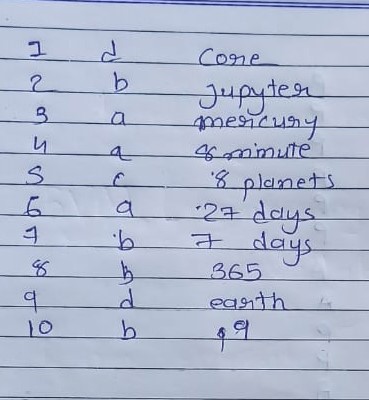 1 d Core
2 b Jupyter
3 a mercury
4 a 8 minute
5 c 8 planets
6 a 27 days
7 b 7 days
8 b 365
9 d earth
10 b 9